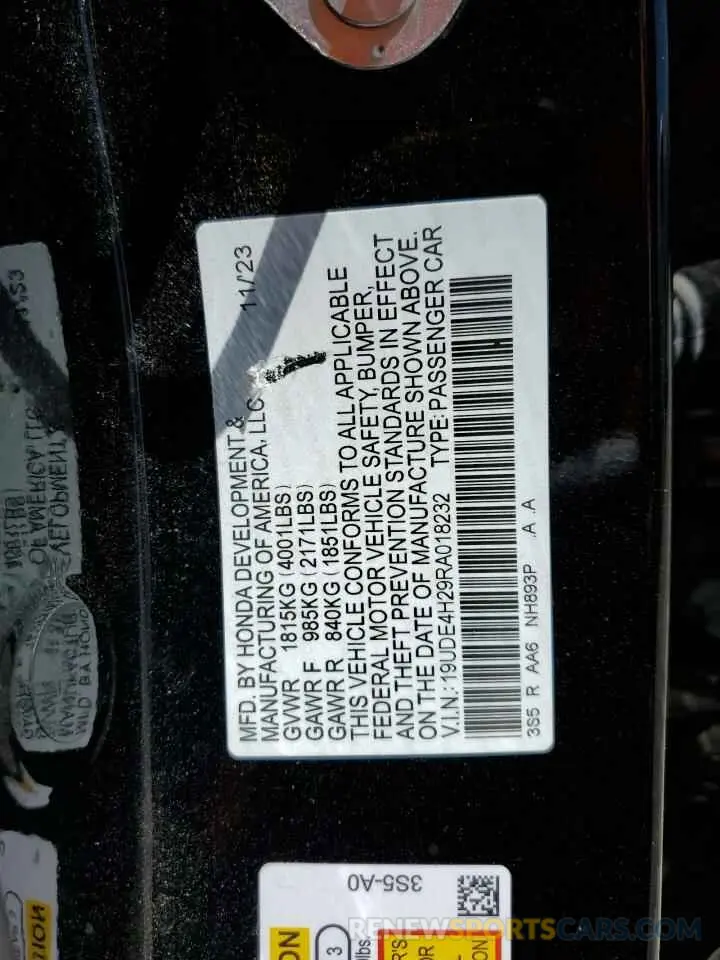 MFD. BY HONDA DEVELOPMENT & 11/'23
MANUFACTURING OF AMERICA, LLC
GVWR 1815KG (4001LBS)
GAWR F 985KG (2171LBS)
GAWR R 840KG (1851LBS)
THIS VEHICLE CONFORMS TO ALL APPLICABLE
FEDERAL MOTOR VEHICLE SAFETY, BUMPER,
AND THEFT PREVENTION STANDARDS IN EFFECT
ON THE DATE OF MANUFACTURE SHOWN ABOVE.
V.I.N.: 19UDE4H29RA018232 TYPE: PASSENGER CAR
3S5 R AA6 NH893P .A .A
3S5-A0
3
lbs
RENEWSPORTSCARS.COM